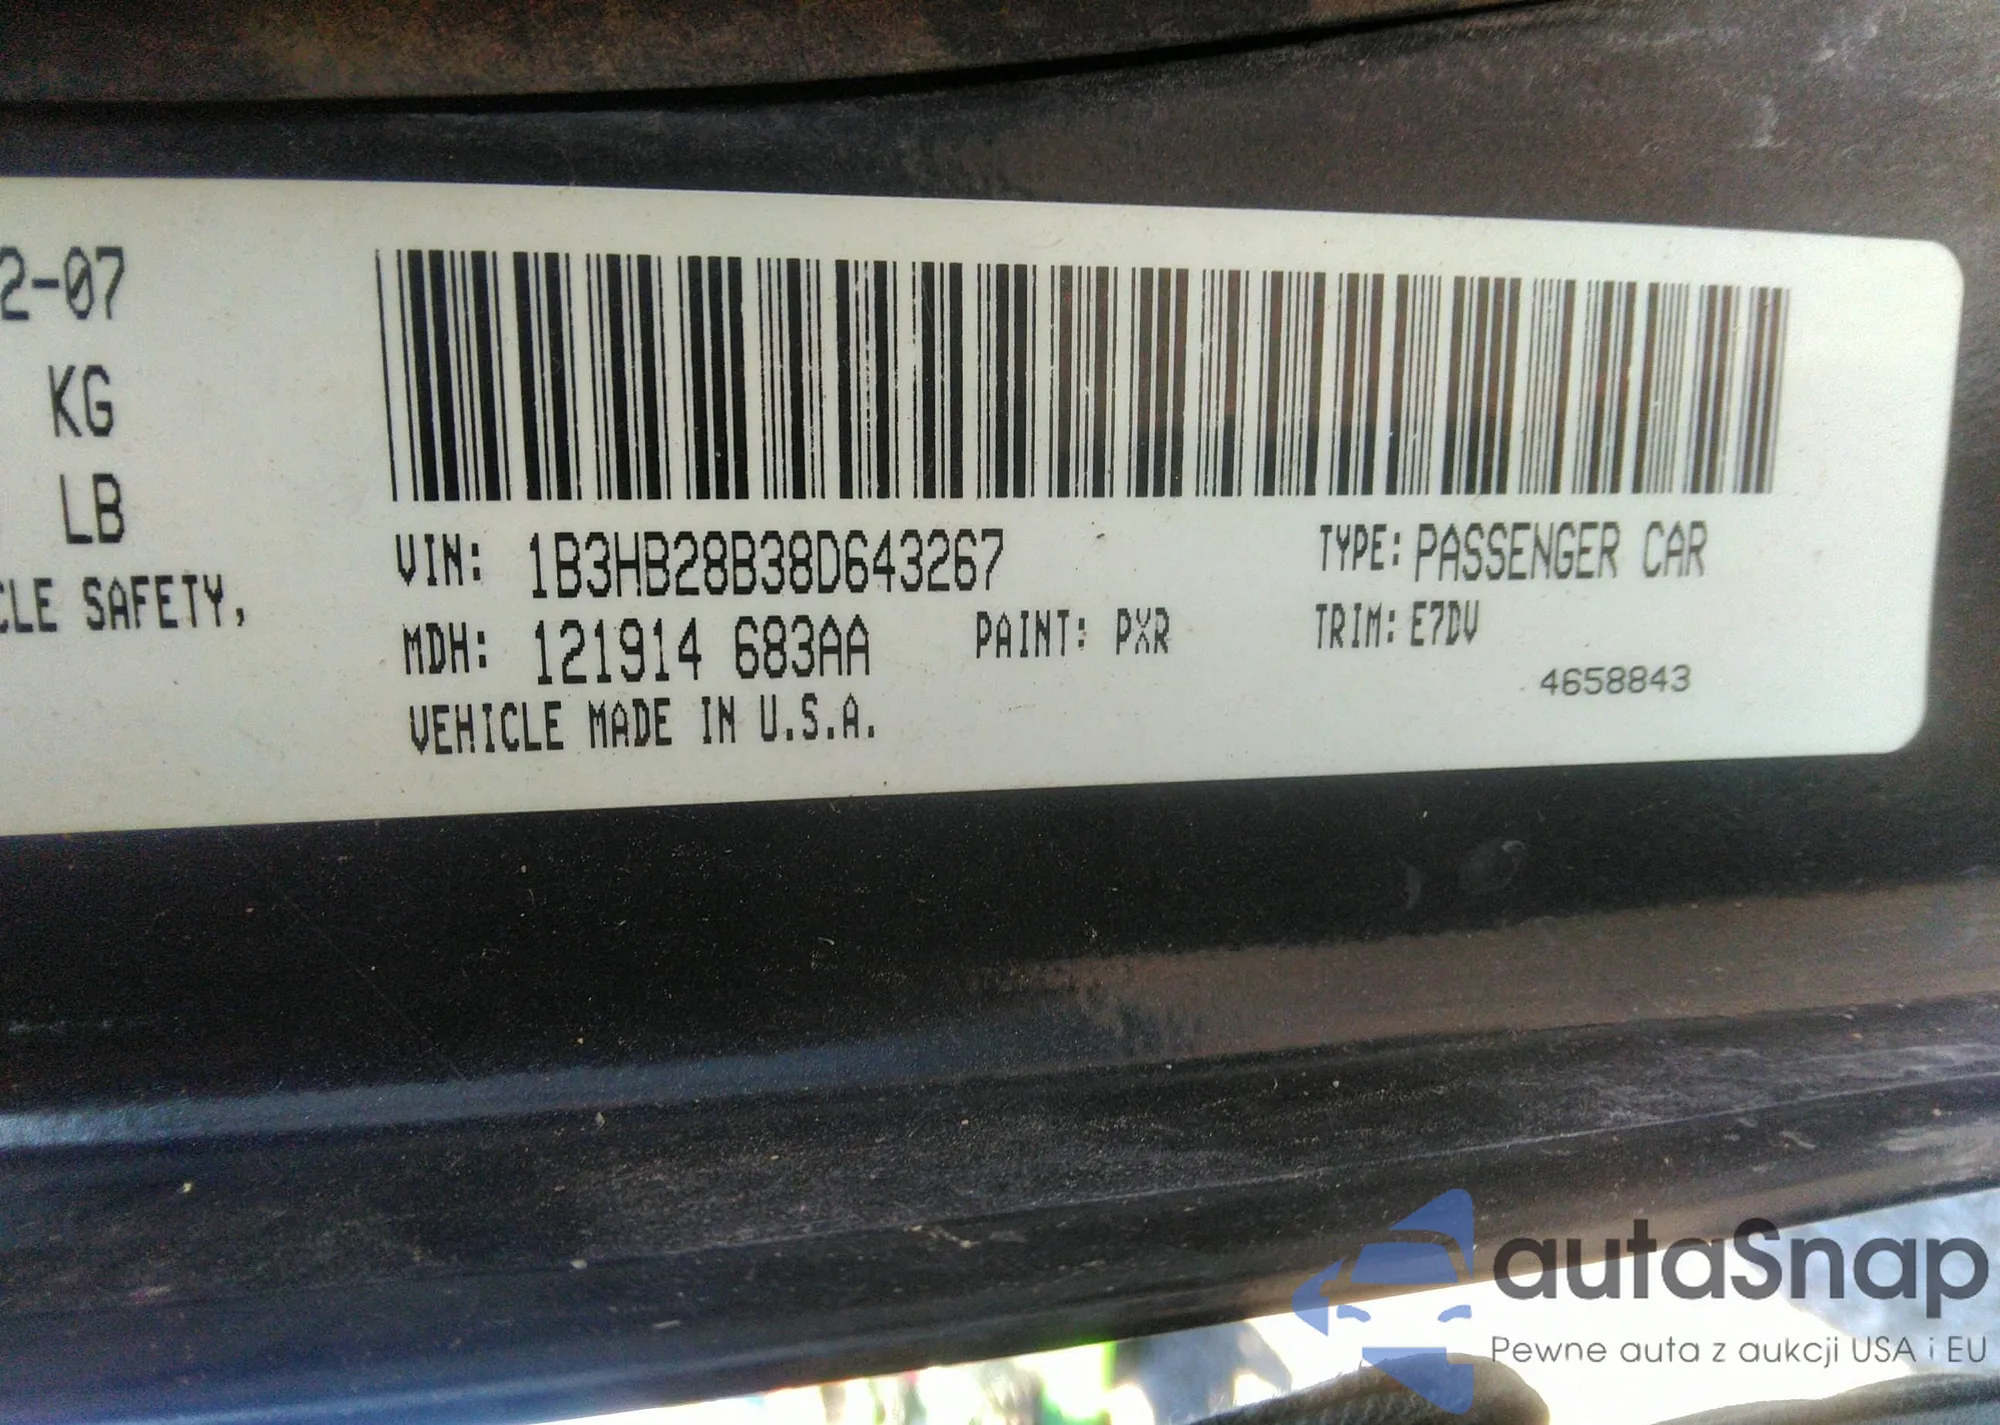 2-07
KG
LB
CLE SAFETY,
VIN: 1B3HB28B38D643267
TYPE: PASSENGER CAR
MDH: 121914 683AA
PAINT: PXR
TRIM: E7DV
VEHICLE MADE IN U.S.A.
4658843
autaSnap
Pewne auta z aukcji USA i EU